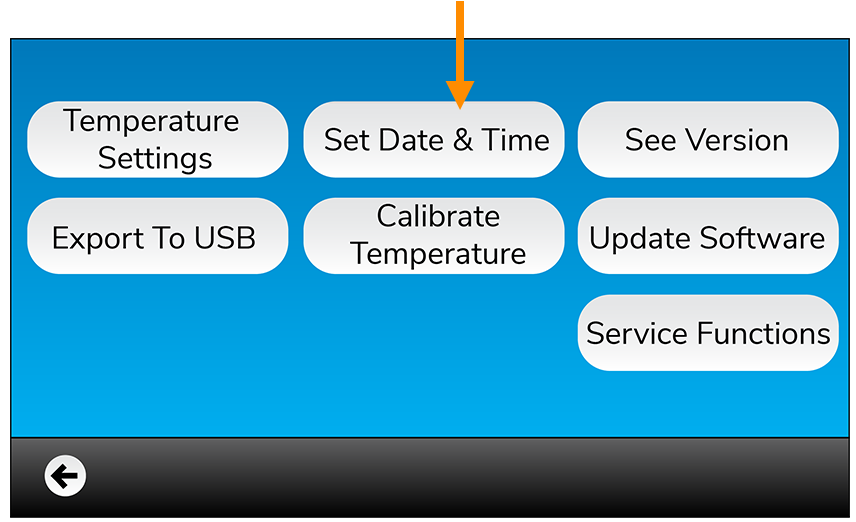 Temperature
Settings
Set Date & Time
See Version
Export To USB
Calibrate
Temperature
Update Software
Service Functions